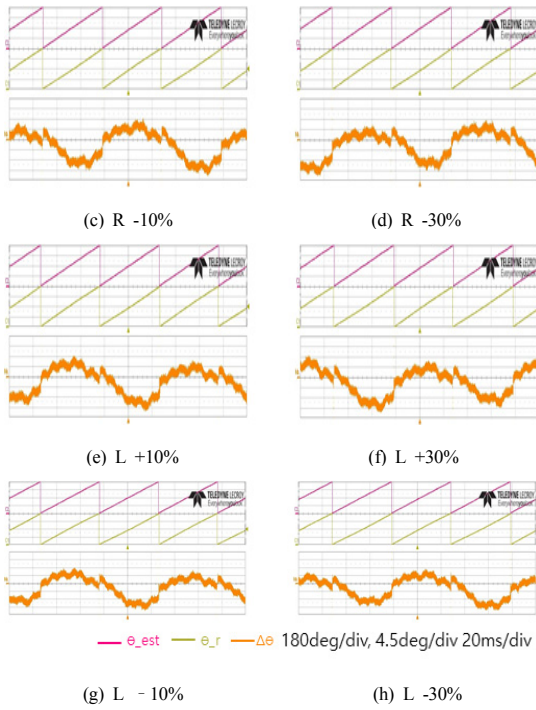 TELEDYNE LECROY
Everywhereyoulook
TELEDYNE LECROY
Everywhereyoulook
(c) R -10%
(d) R -30%
TELEDYNE LECROY
Everywhereyoulook
TELEDYNE LECROY
Everywhereyoulook
(e) L +10%
(f) L +30%
TELEDYNE LECROY
Everywhereyoulook
TELEDYNE LECROY
Everywhereyoulook
θ_est θ_r Δθ 180deg/div, 4.5deg/div 20ms/div
(g) L - 10%
(h) L -30%